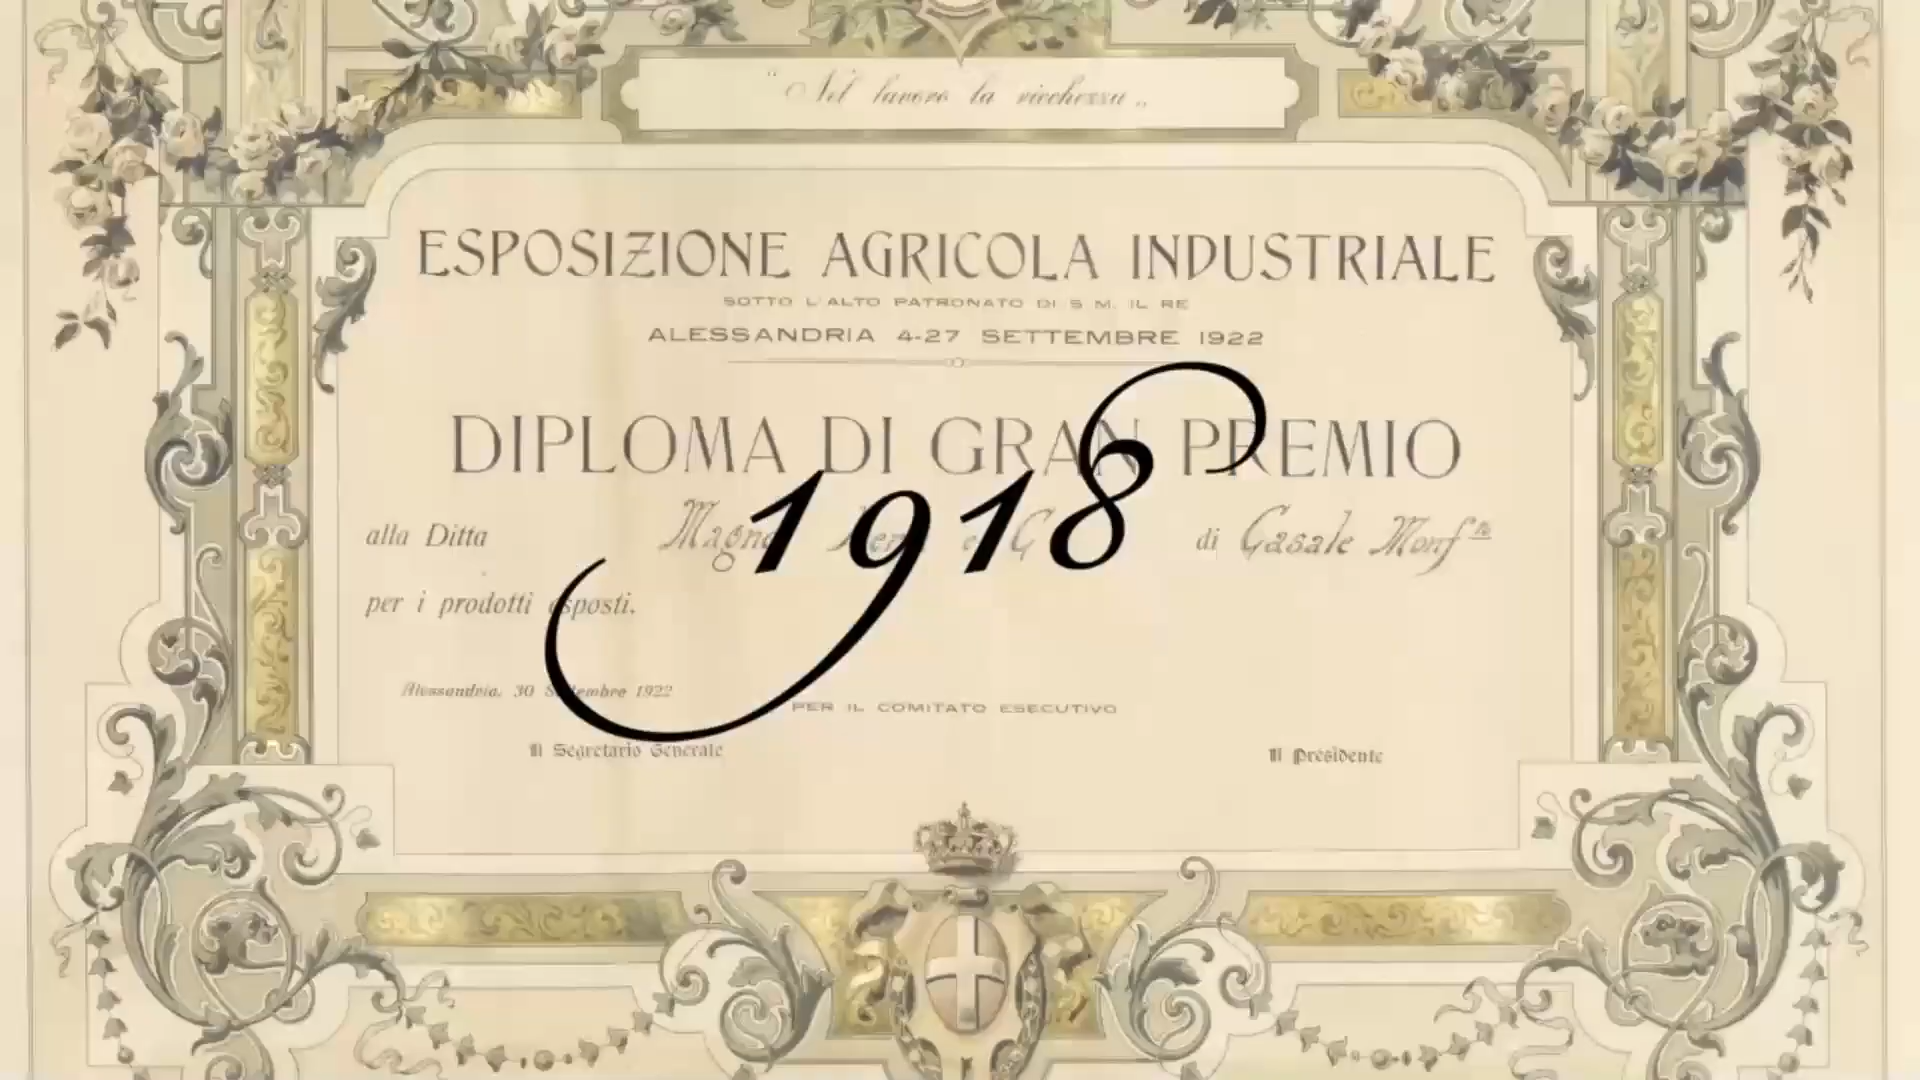 "Nel lavoro la ricchezza"
ESPOSIZIONE AGRICOLA INDUSTRIALE
SOTTO L'ALTO PATRONATO DI S. M. IL RE
ALESSANDRIA 4-27 SETTEMBRE 1922
DIPLOMA DI GRAN PREMIO
1918
alla Ditta di Casale Monf.to
per i prodotti esposti.
Alessandria, 30 Settembre 1922
PER IL COMITATO ESECUTIVO
Il Segretario Generale Il Presidente